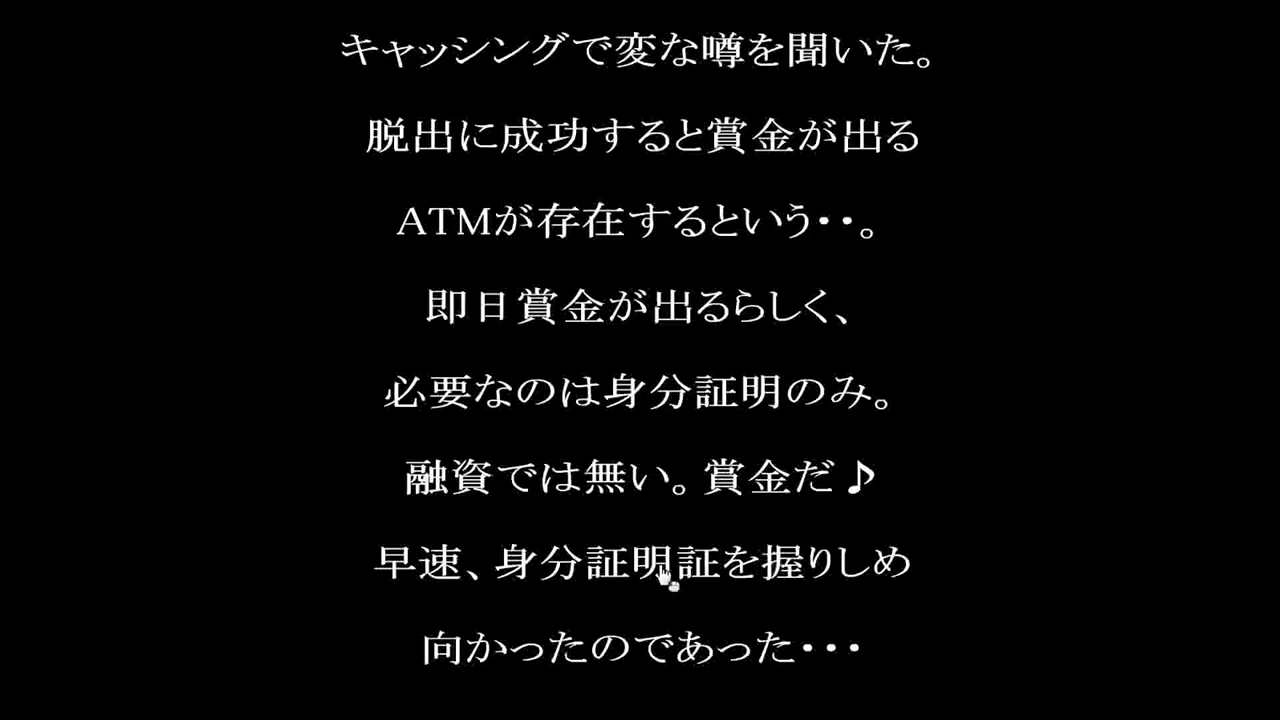 キャッシングで変な噂を聞いた。
脱出に成功すると賞金が出る
ATMが存在するという・・。
即日賞金が出るらしく、
必要なのは身分証明のみ。
融資では無い。賞金だ♪
早速、身分証明証を握りしめ
向かったのであった・・・